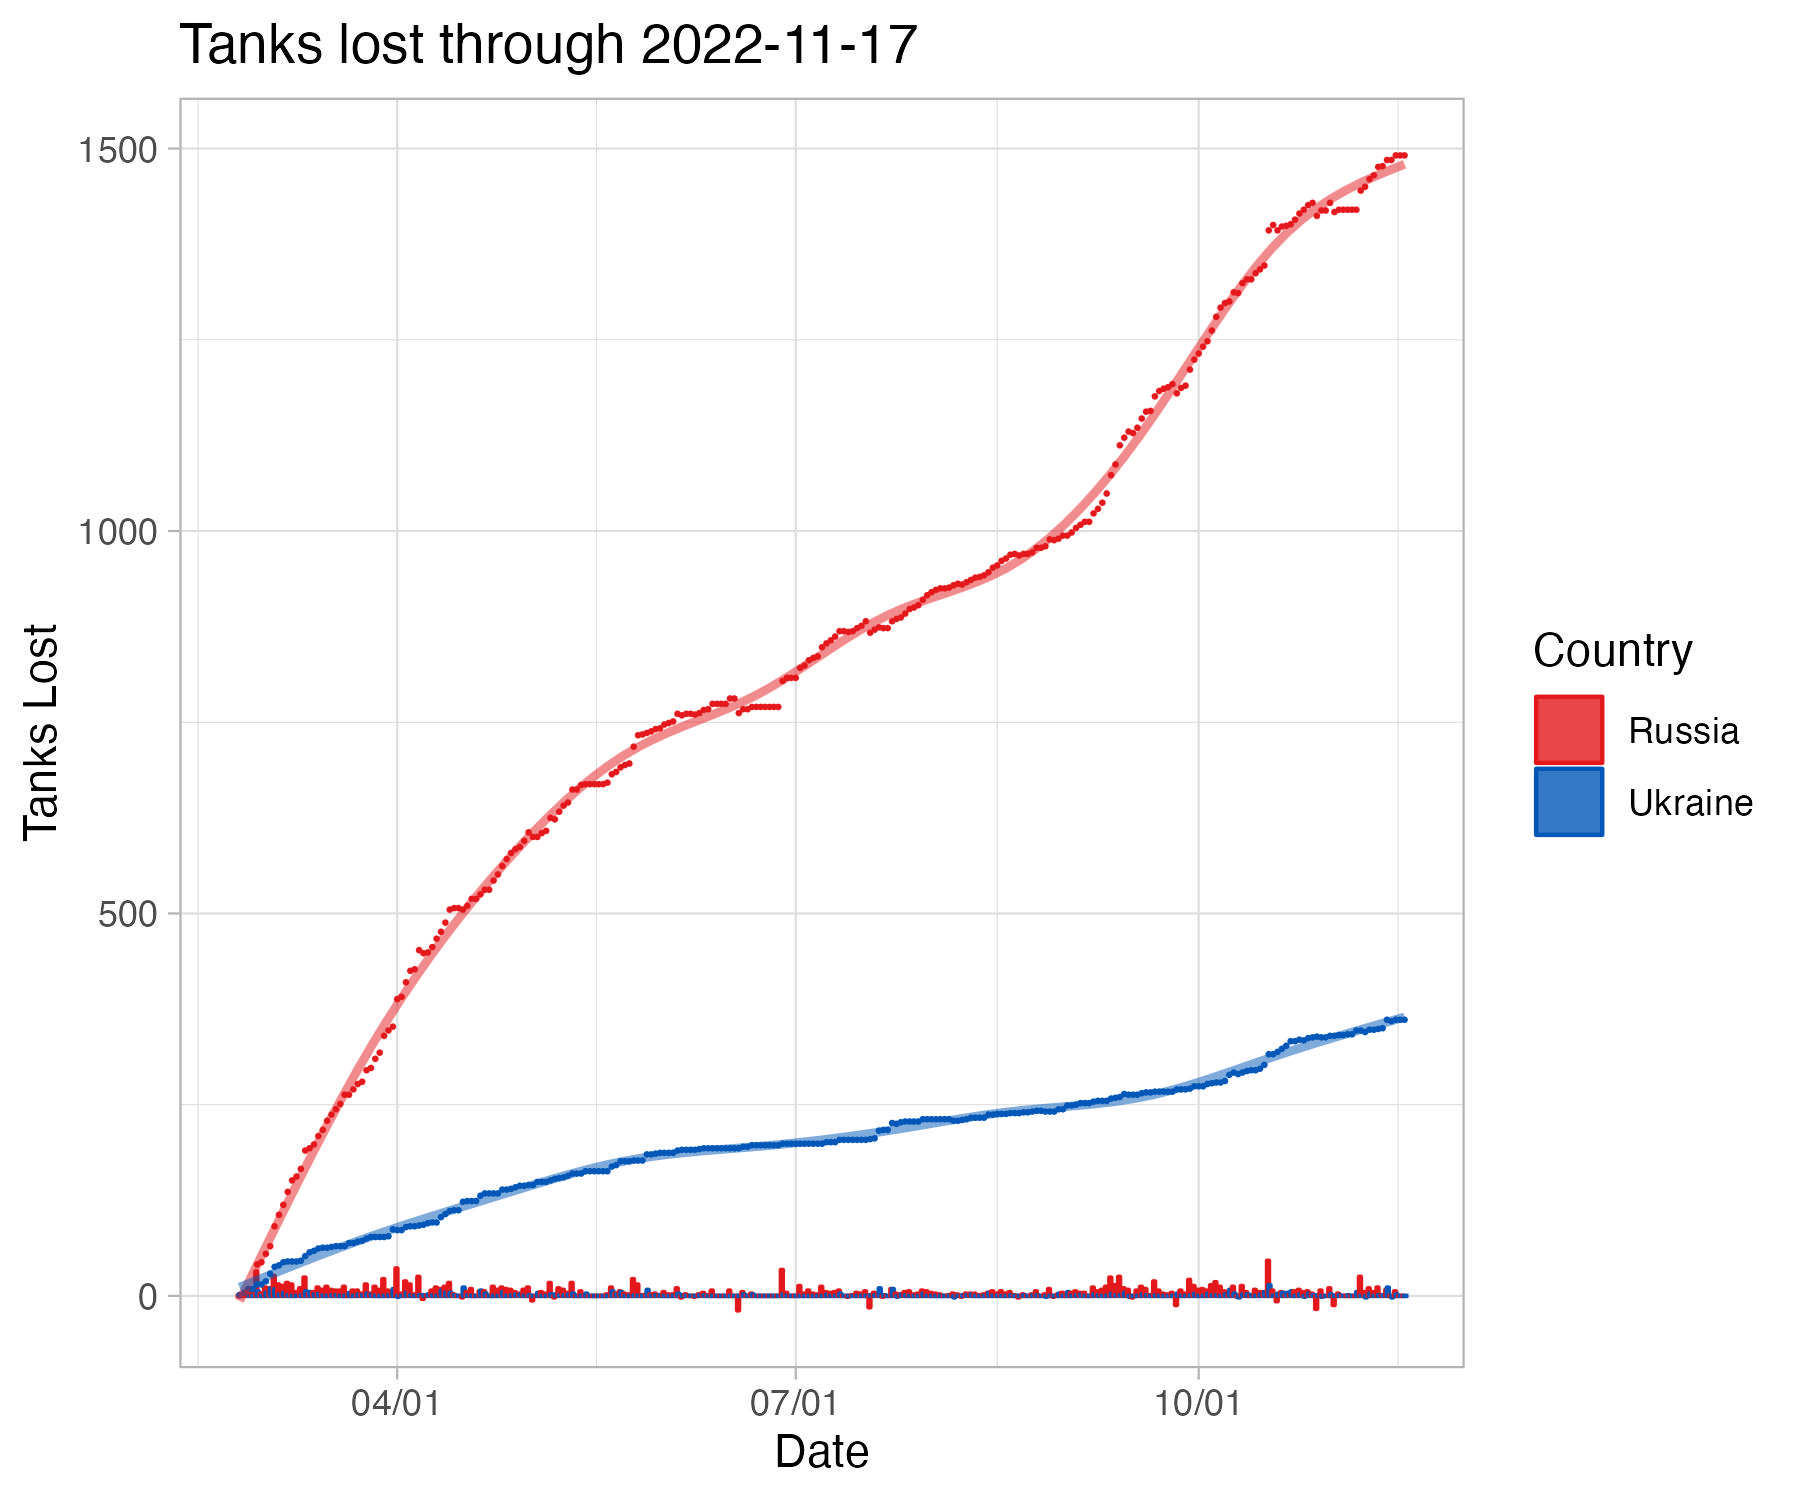 Tanks lost through 2022-11-17
Tanks Lost
1500
1000
500
0
04/01
07/01
10/01
Date
Country
Russia
Ukraine